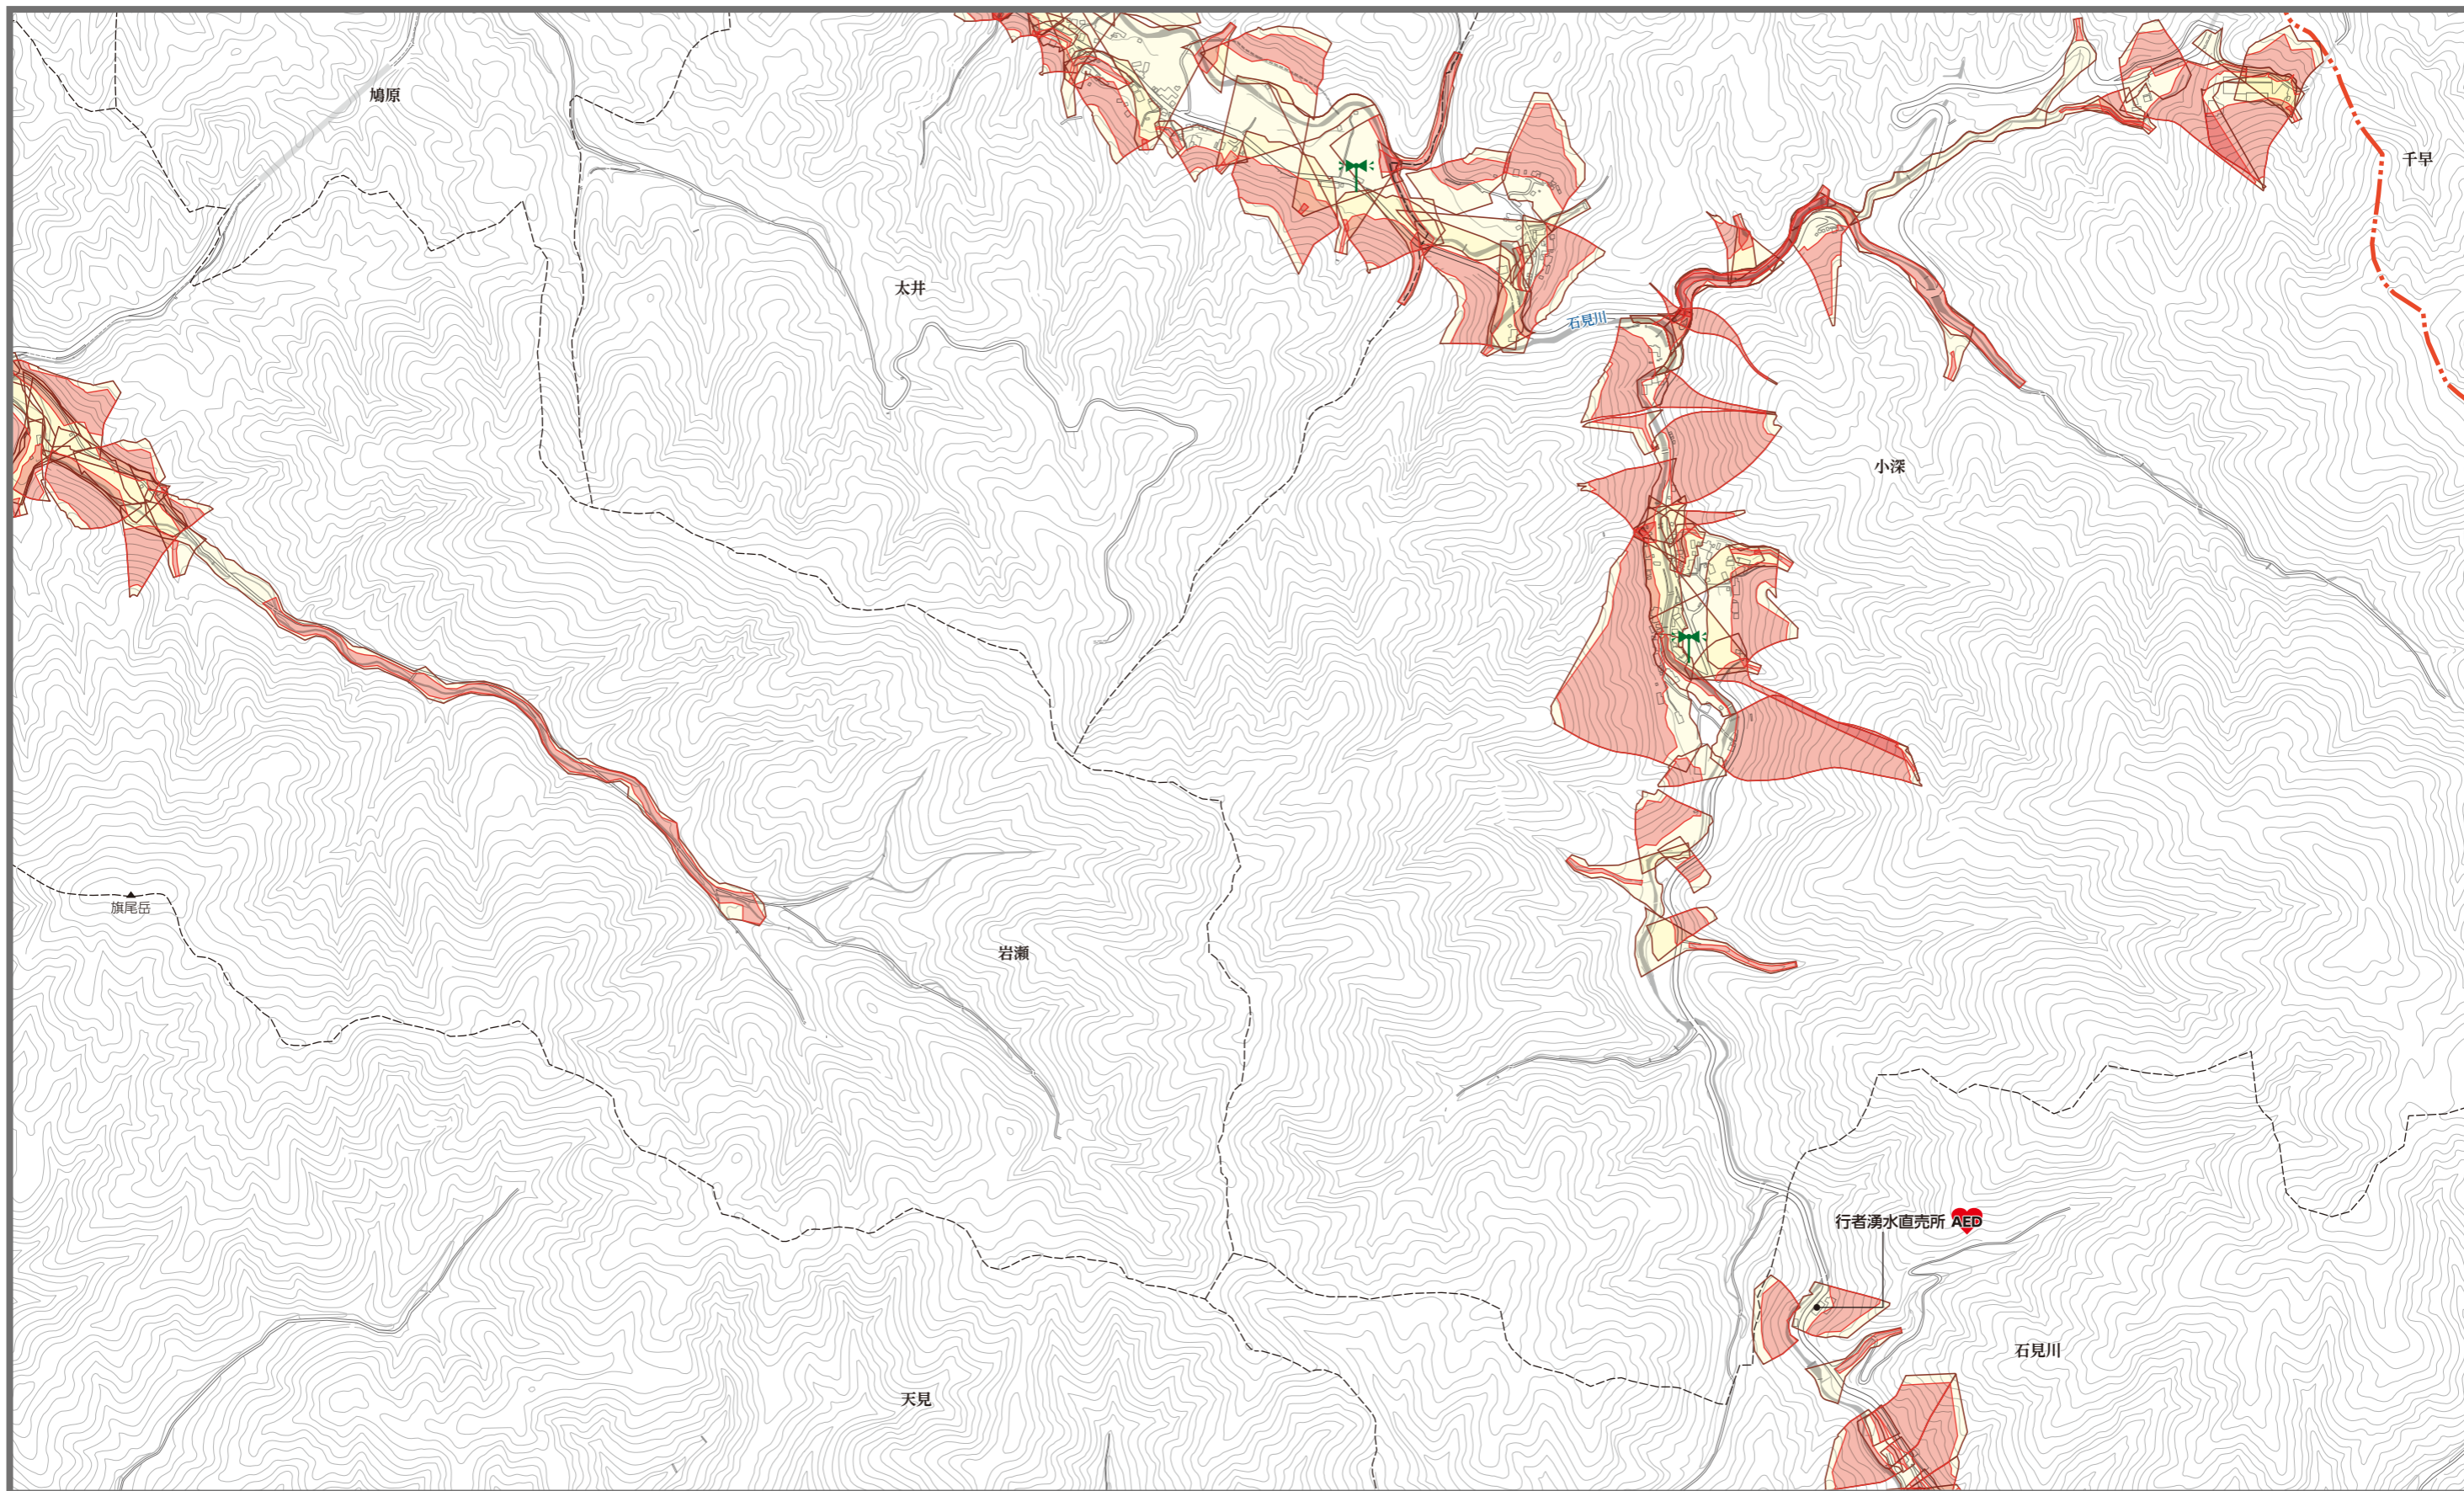 鳩原
千早
太井
石見川
小深
旗尾岳
岩瀬
行者湧水直売所 AED
石見川
天見